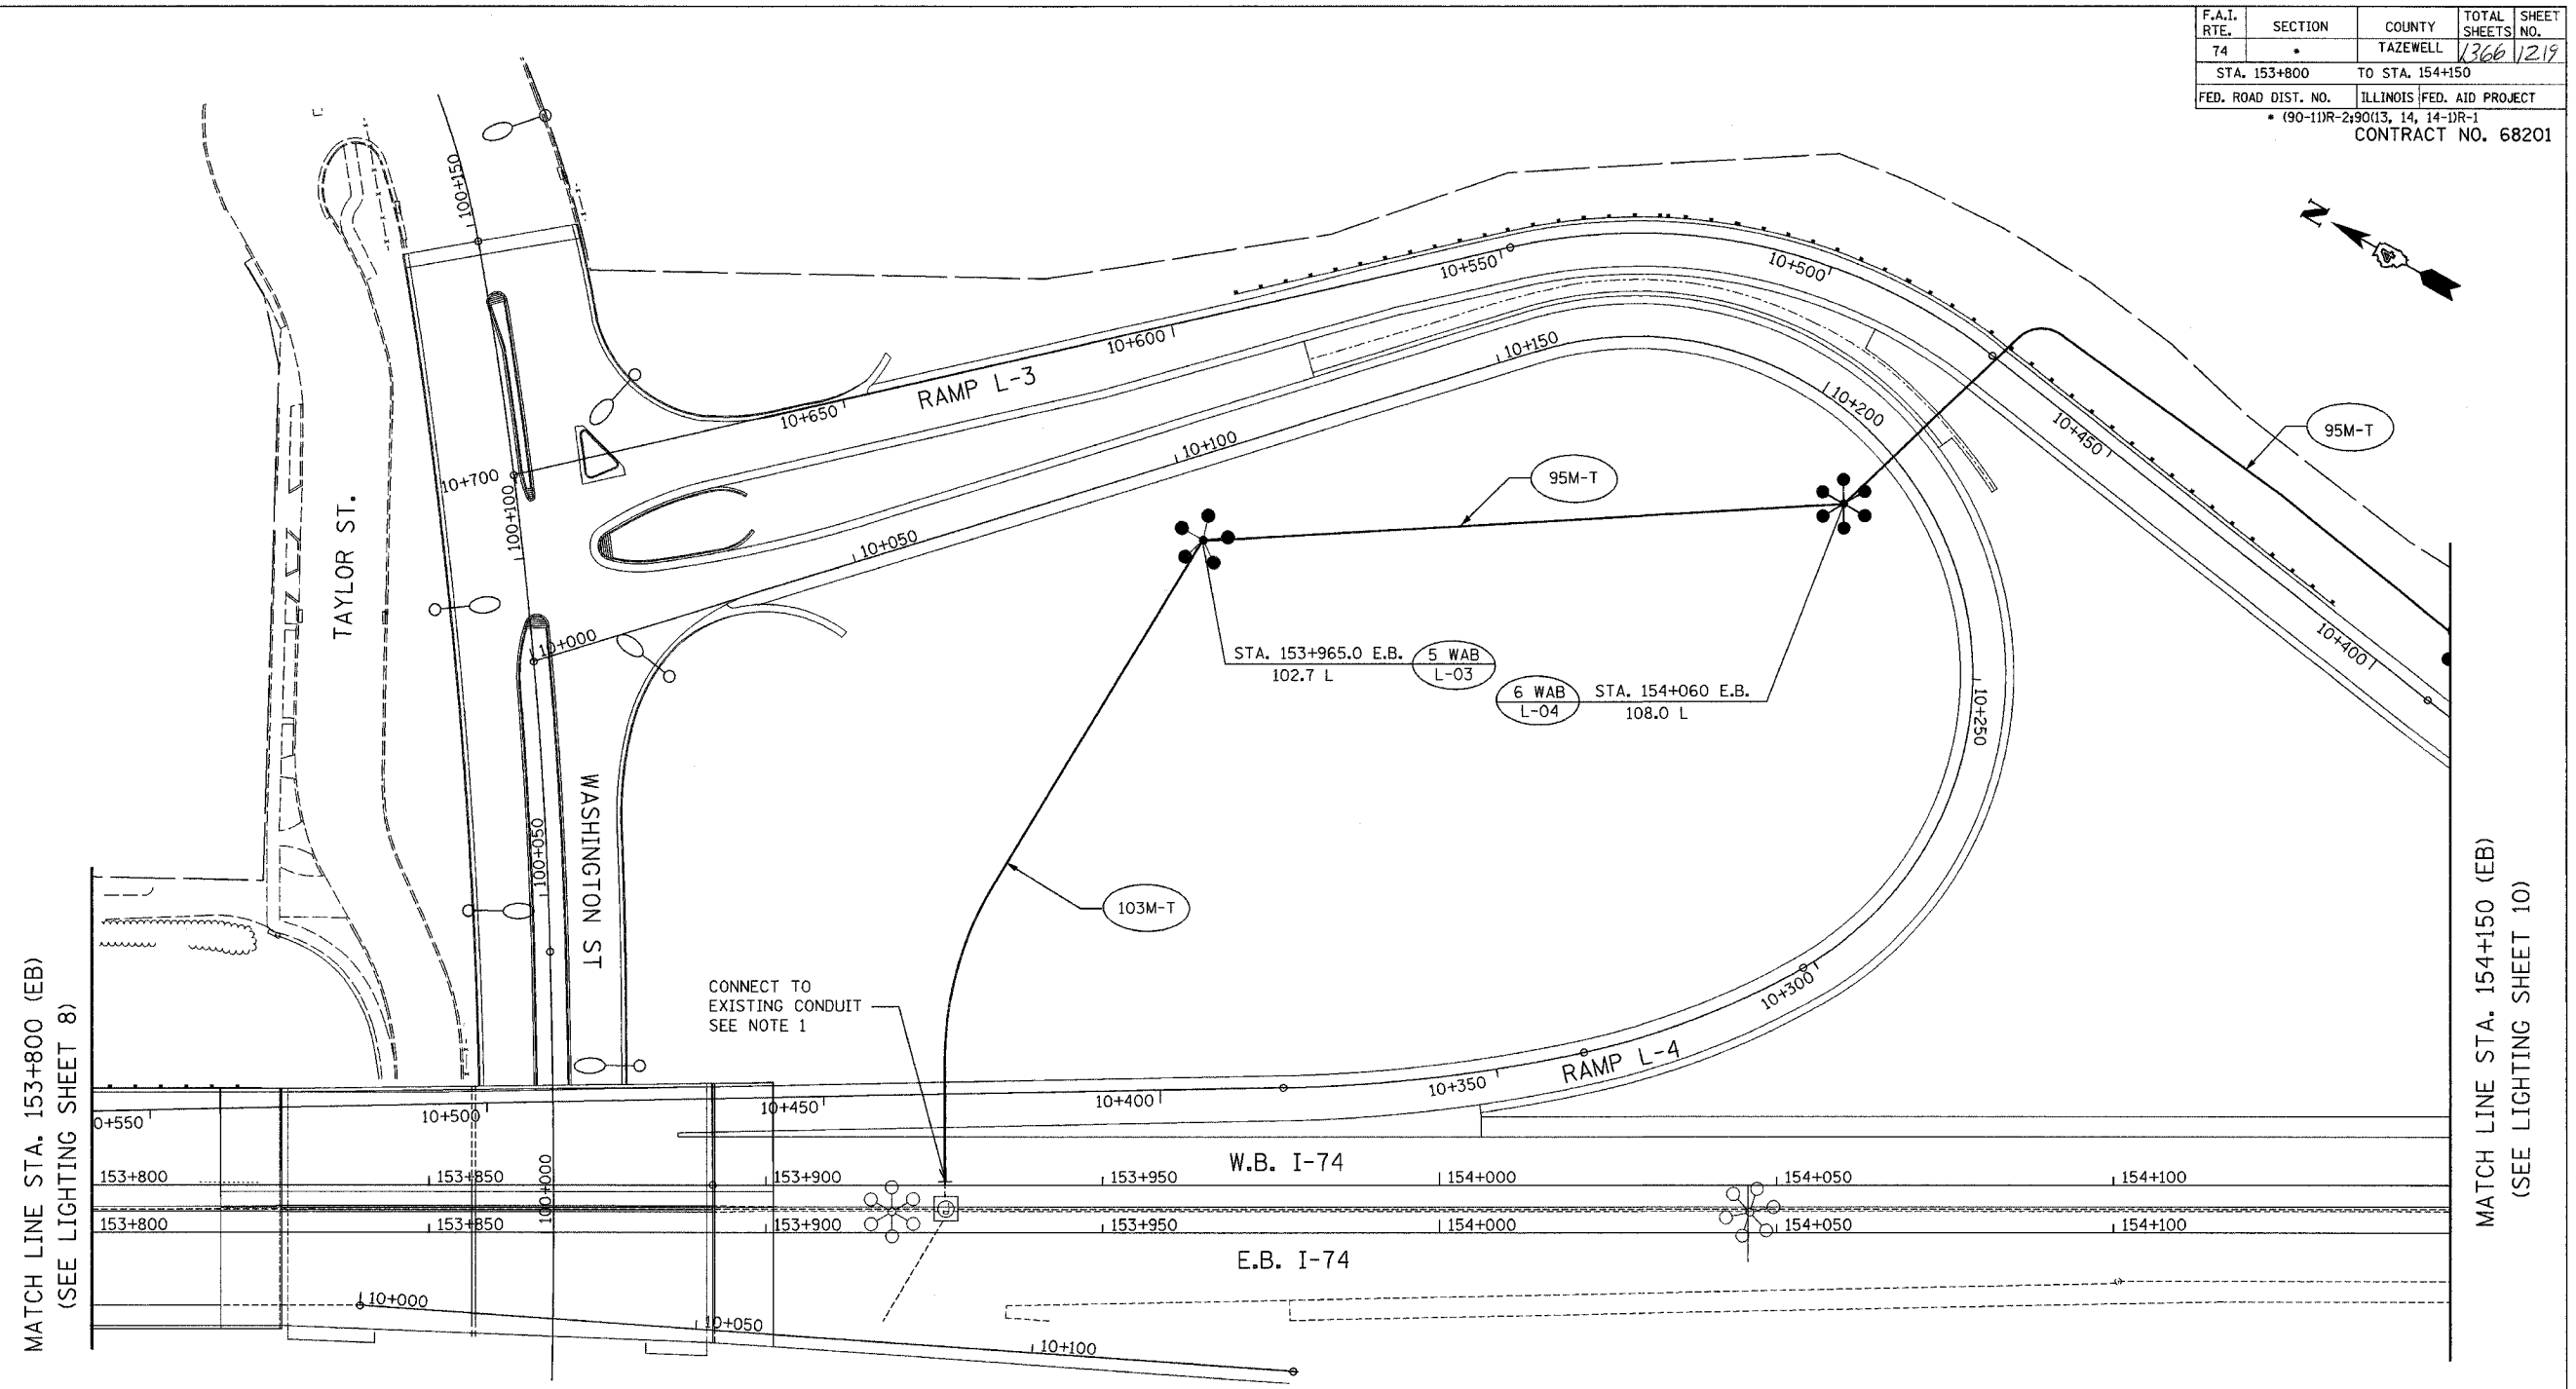 F.A.I. RTE. SECTION COUNTY TOTAL SHEETS SHEET NO.
74 * TAZEWELL 1366 1219
STA. 153+800 TO STA. 154+150
FED. ROAD DIST. NO. ILLINOIS FED. AID PROJECT
* (90-11)R-2;90(13, 14, 14-1)R-1
CONTRACT NO. 68201
N
100+150
10+550
10+500
10+600
10+150
RAMP L-3
10+650
10+200
10+100
10+450
95M-T
95M-T
10+700
100+100
10+050
TAYLOR ST.
10+000
STA. 153+965.0 E.B.
102.7 L
5 WAB
L-03
6 WAB
L-04
STA. 154+060 E.B.
108.0 L
10+400
10+250
WASHINGTON ST
100+050
103M-T
CONNECT TO
EXISTING CONDUIT
SEE NOTE 1
10+300
RAMP L-4
10+350
10+400
10+450
10+500
0+550
MATCH LINE STA. 153+800 (EB)
(SEE LIGHTING SHEET 8)
MATCH LINE STA. 154+150 (EB)
(SEE LIGHTING SHEET 10)
100+000
W.B. I-74
153+800 153+850 153+900 153+950 154+000 154+050 154+100
153+800 153+850 153+900 153+950 154+000 154+050 154+100
E.B. I-74
10+000
10+050
10+100